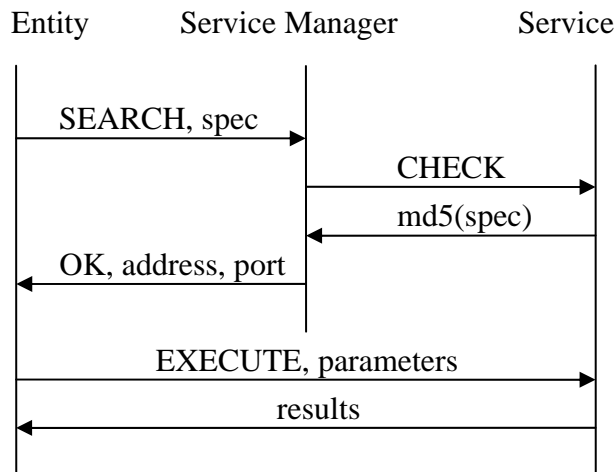 Entity Service Manager Service
SEARCH, spec
CHECK
md5(spec)
OK, address, port
EXECUTE, parameters
results